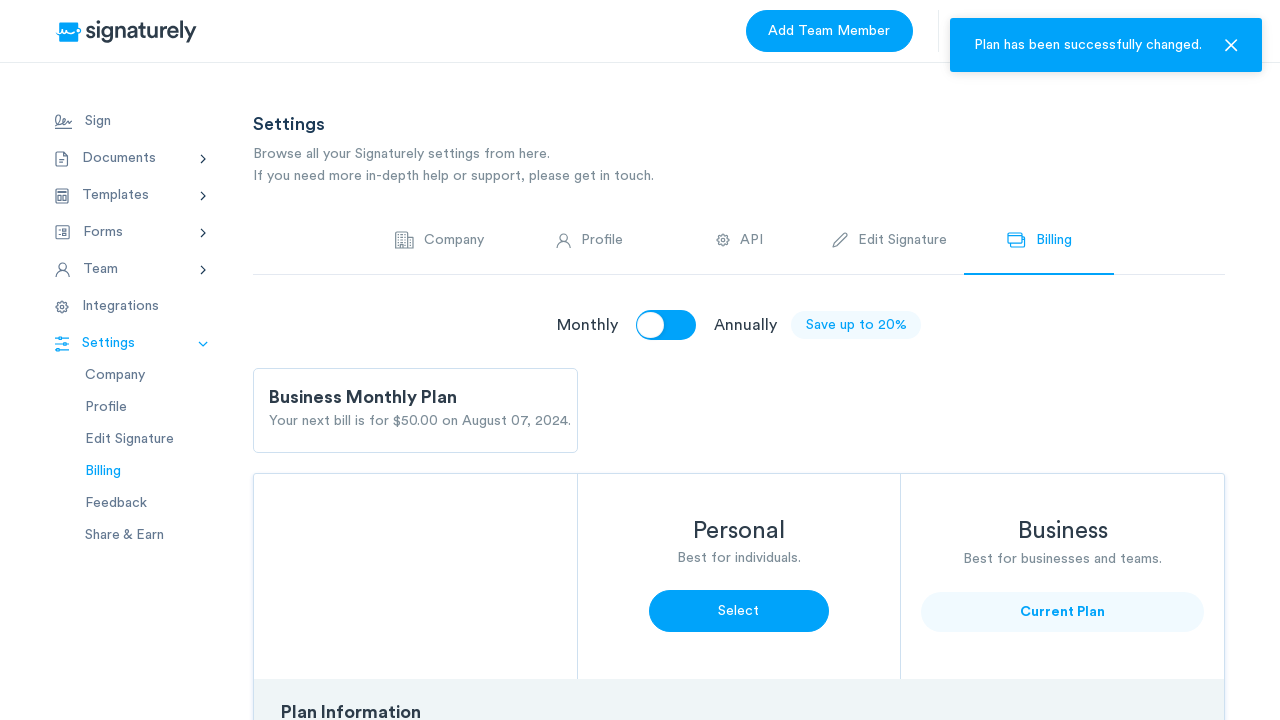 signaturely
Add Team Member
Plan has been successfully changed.
Sign
Documents
Templates
Forms
Team
Integrations
Settings
Company
Profile
Edit Signature
Billing
Feedback
Share & Earn
Settings
Browse all your Signaturely settings from here.
If you need more in-depth help or support, please get in touch.
Company
Profile
API
Edit Signature
Billing
Monthly
Annually
Save up to 20%
Business Monthly Plan
Your next bill is for $50.00 on August 07, 2024.
Personal
Best for individuals.
Select
Business
Best for businesses and teams.
Current Plan
Plan Information